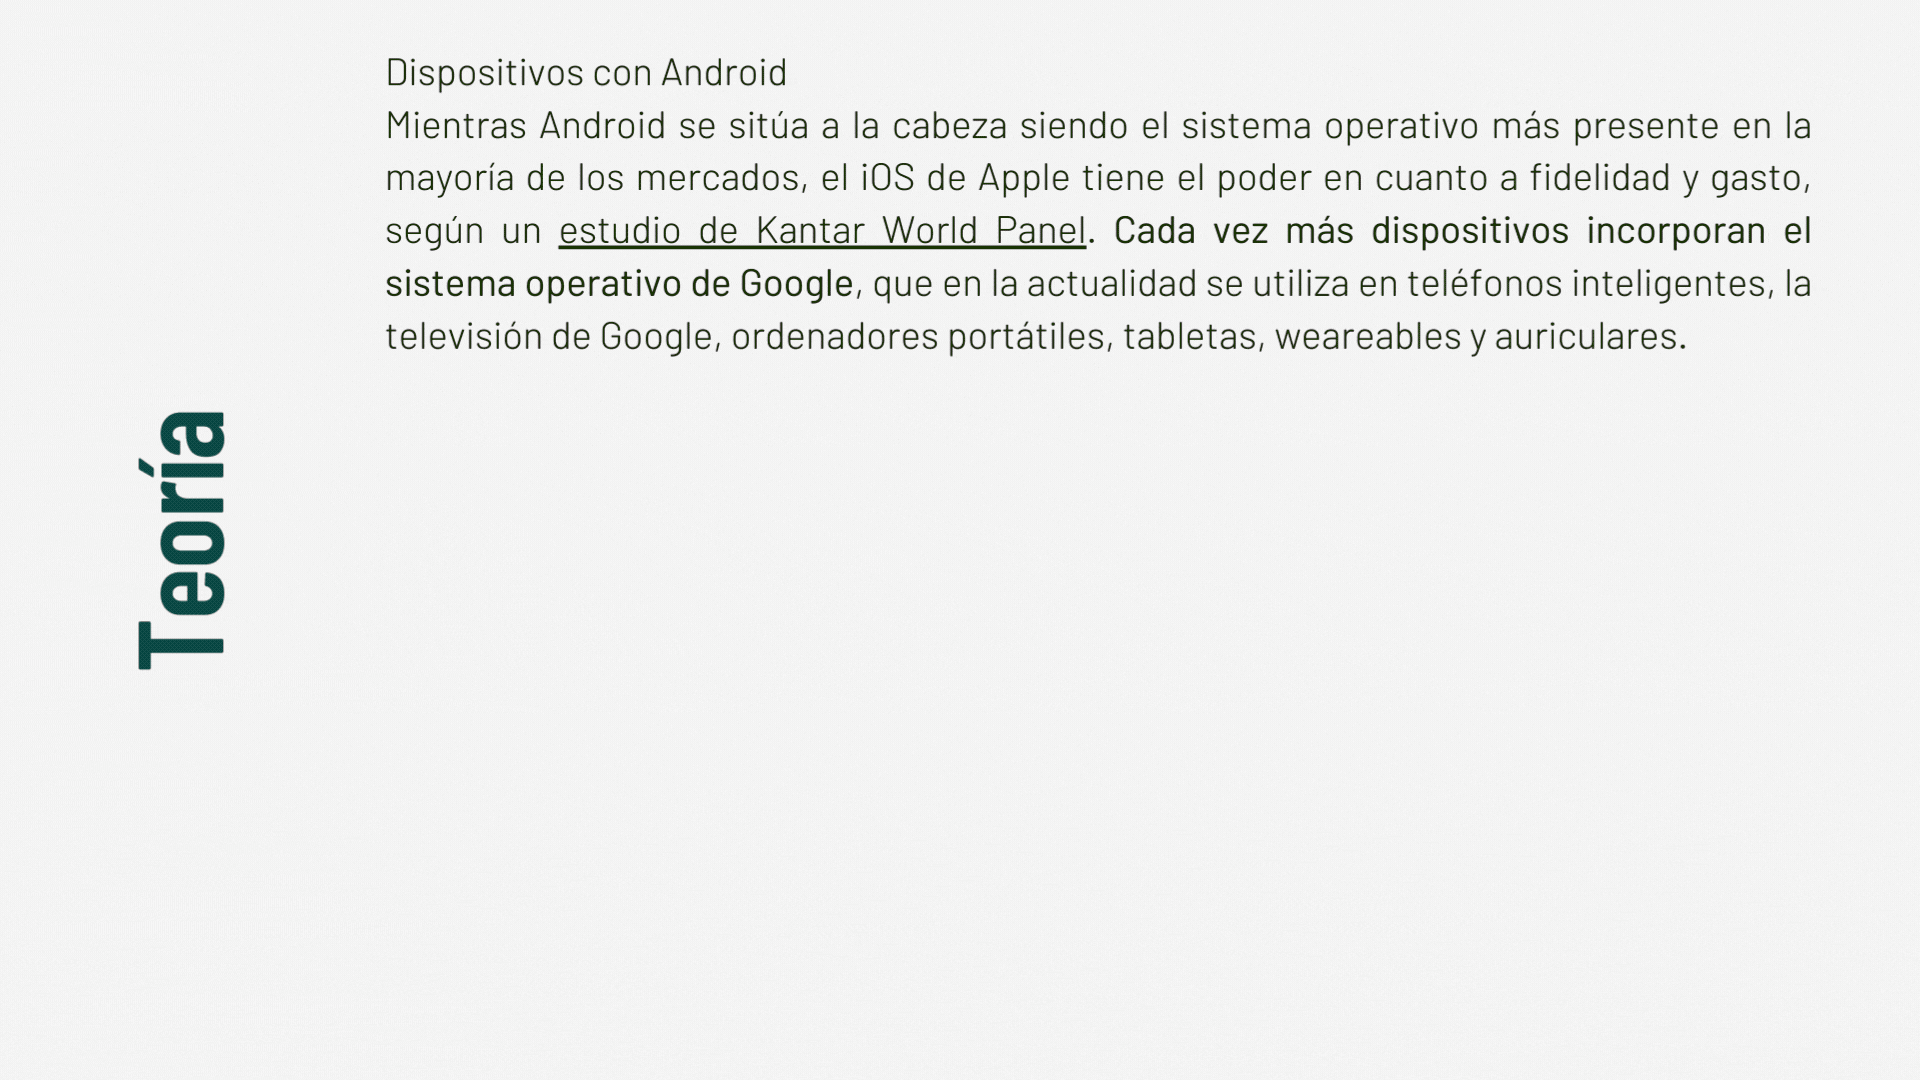 Dispositivos con Android
Mientras Android se sitúa a la cabeza siendo el sistema operativo más presente en la
mayoría de los mercados, el iOS de Apple tiene el poder en cuanto a fidelidad y gasto,
según un estudio de Kantar World Panel. Cada vez más dispositivos incorporan el
sistema operativo de Google, que en la actualidad se utiliza en teléfonos inteligentes, la
televisión de Google, ordenadores portátiles, tabletas, weareables y auriculares.
Teoría